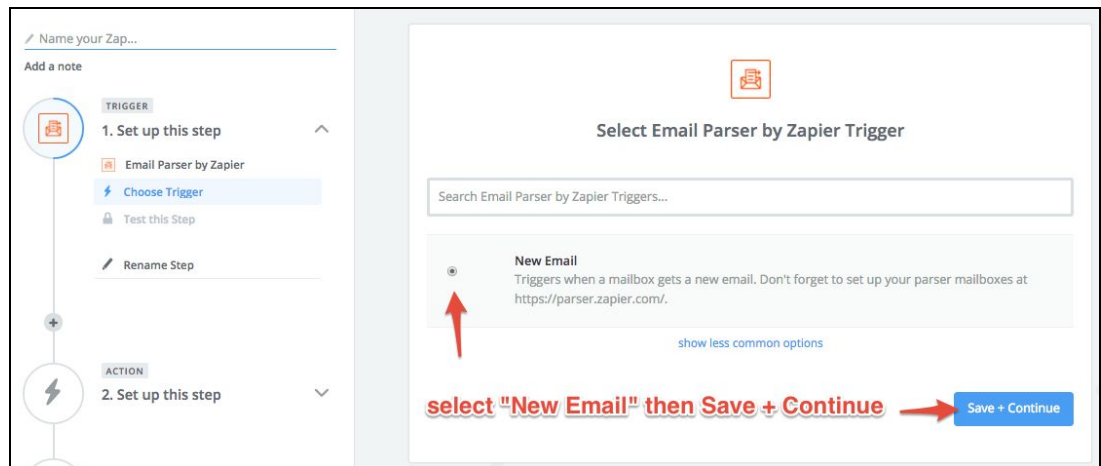 Name your Zap...
Add a note
TRIGGER
1. Set up this step
Email Parser by Zapier
Choose Trigger
Test this Step
Rename Step
ACTION
2. Set up this step
Select Email Parser by Zapier Trigger
Search Email Parser by Zapier Triggers...
New Email
Triggers when a mailbox gets a new email. Don't forget to set up your parser mailboxes at
https://parser.zapier.com/.
show less common options
select "New Email" then Save + Continue
Save + Continue